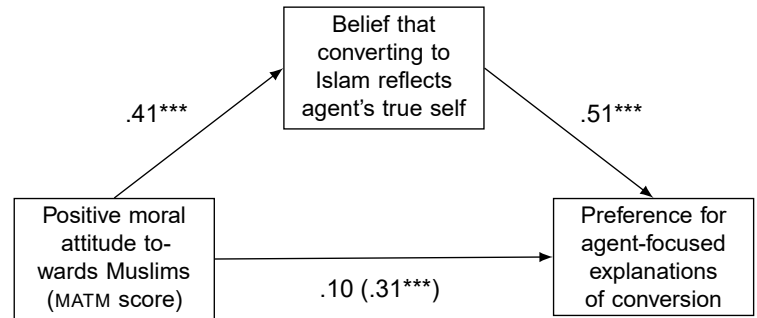 Belief that
converting to
Islam reflects
agent's true self
.41***
.51***
Positive moral
attitude to-
wards Muslims
(MATM score)
Preference for
agent-focused
explanations
of conversion
.10 (.31***)